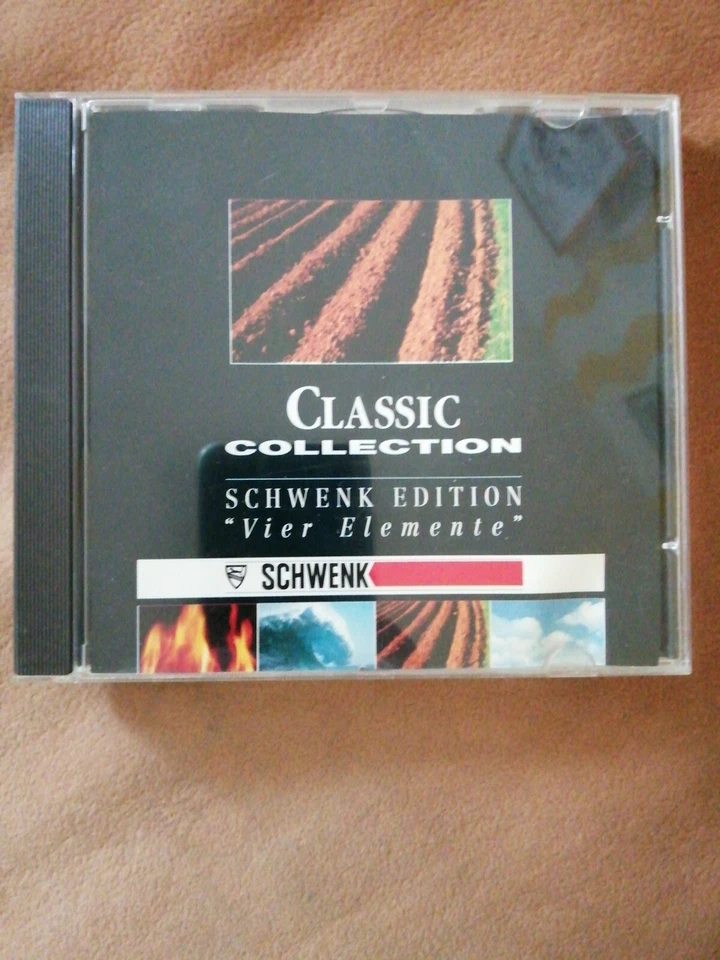 CLASSIC
COLLECTION
SCHWENK EDITION
“Vier Elemente”
SCHWENK